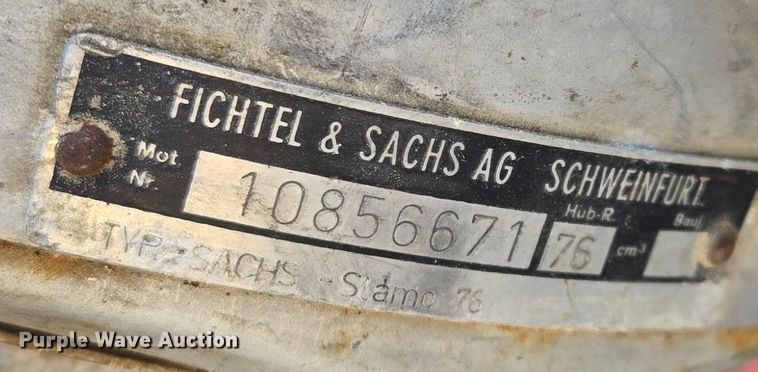 FICHTEL & SACHS AG SCHWEINFURT
Mot. Nr. 10856671 Hub-R. 76 cm³ Bauj.
TYP - SACHS - Stamo 76
Purple Wave Auction